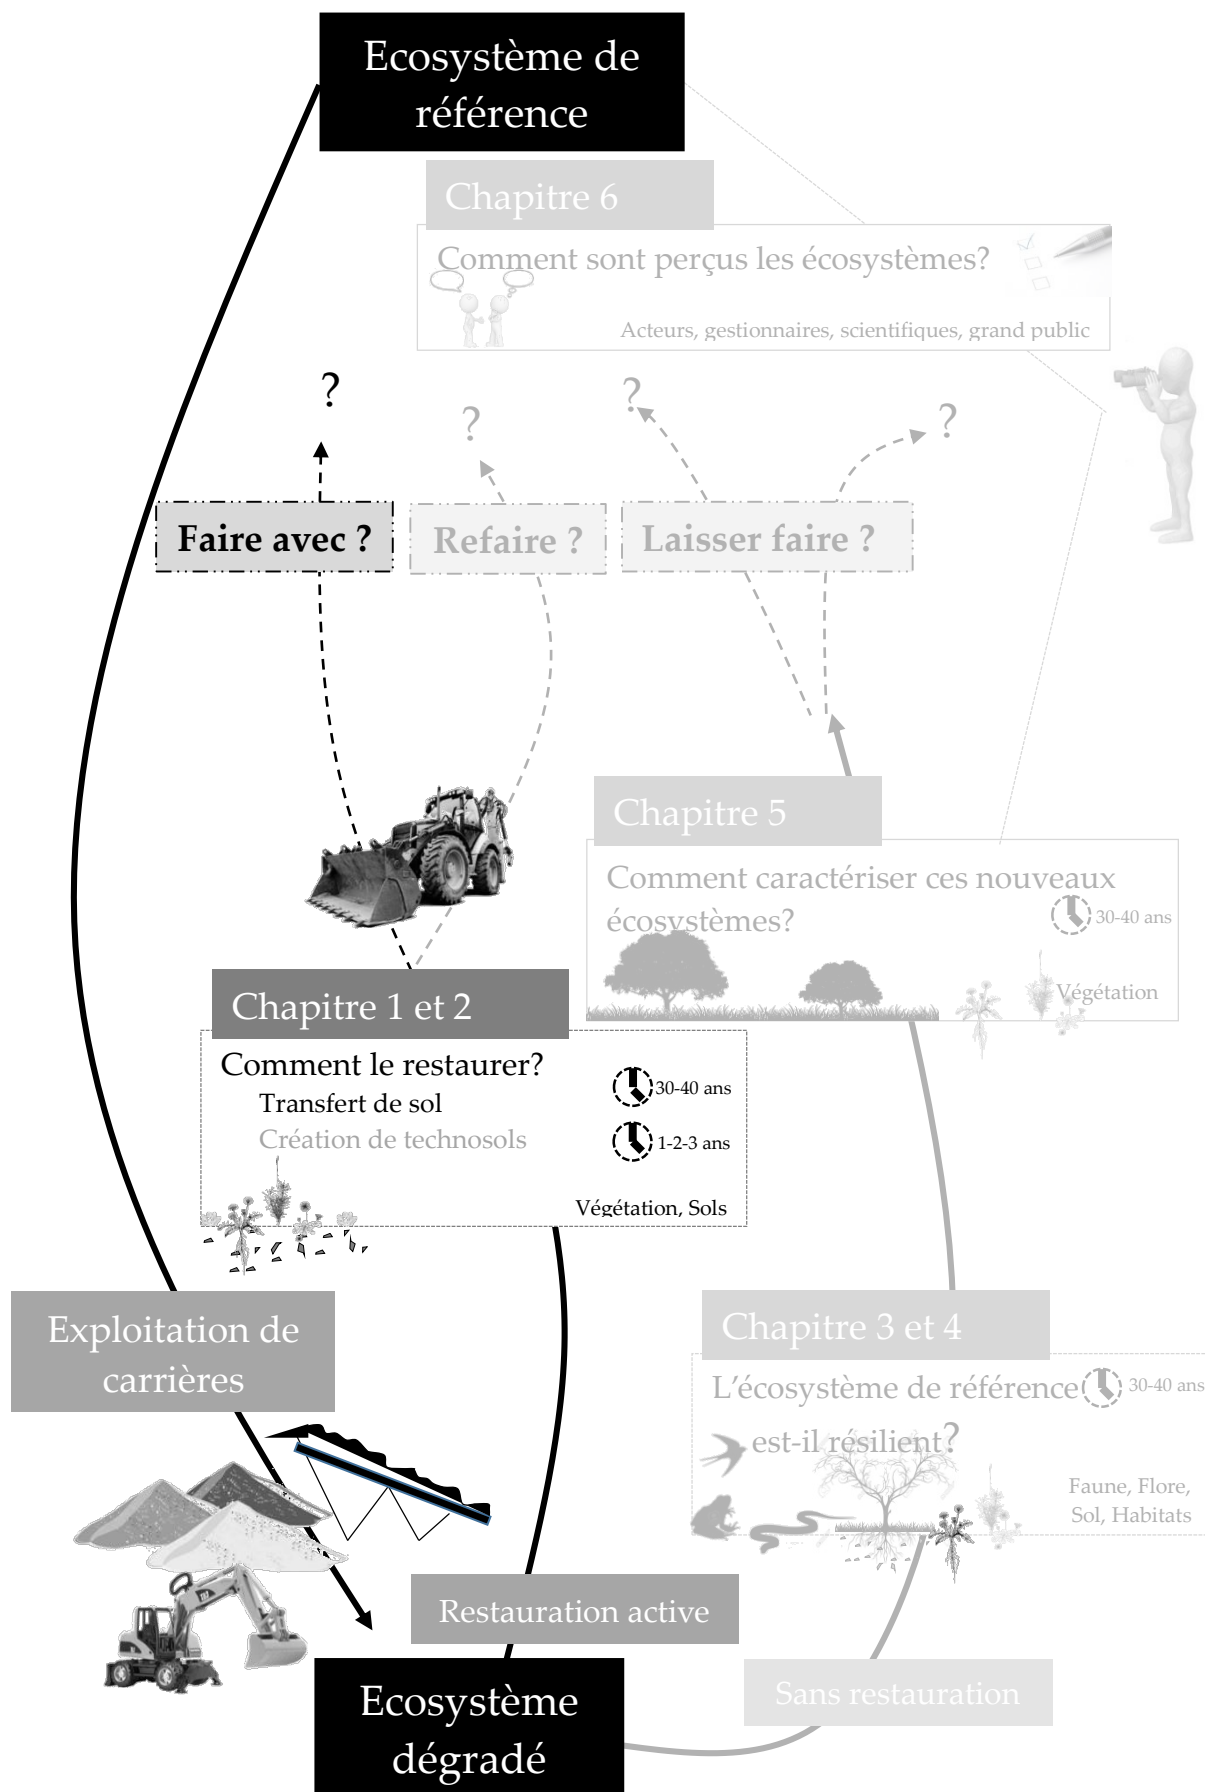 Ecosystème de
référence
Chapitre 6
Comment sont perçus les écosystèmes?
Acteurs, gestionnaires, scientifiques, grand public
?
?
?
?
Faire avec ?
Refaire ?
Laisser faire ?
Chapitre 5
Comment caractériser ces nouveaux
écosystèmes?
30-40 ans
Végétation
Chapitre 1 et 2
Comment le restaurer?
Transfert de sol
Création de technosols
30-40 ans
1-2-3 ans
Végétation, Sols
Exploitation de
carrières
Chapitre 3 et 4
L'écosystème de référence
est-il résilient?
30-40 ans
Faune, Flore,
Sol, Habitats
Restauration active
Sans restauration
Ecosystème
dégradé